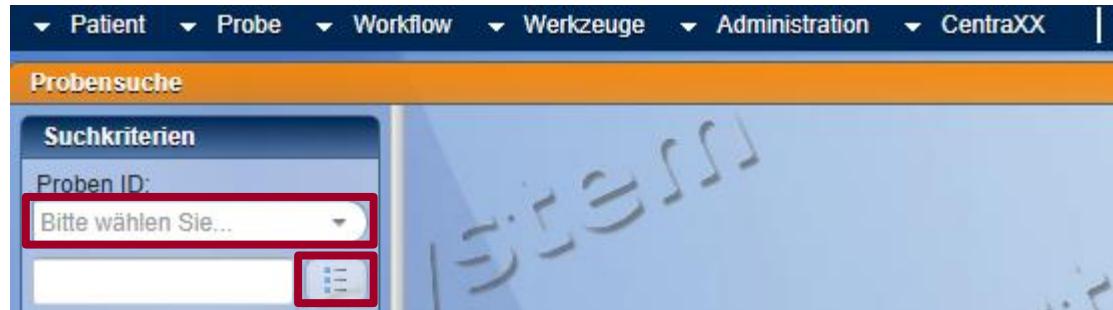 Patient Probe Workflow Werkzeuge Administration CentraXX
Probensuche
Suchkriterien
Proben ID:
Bitte wählen Sie...